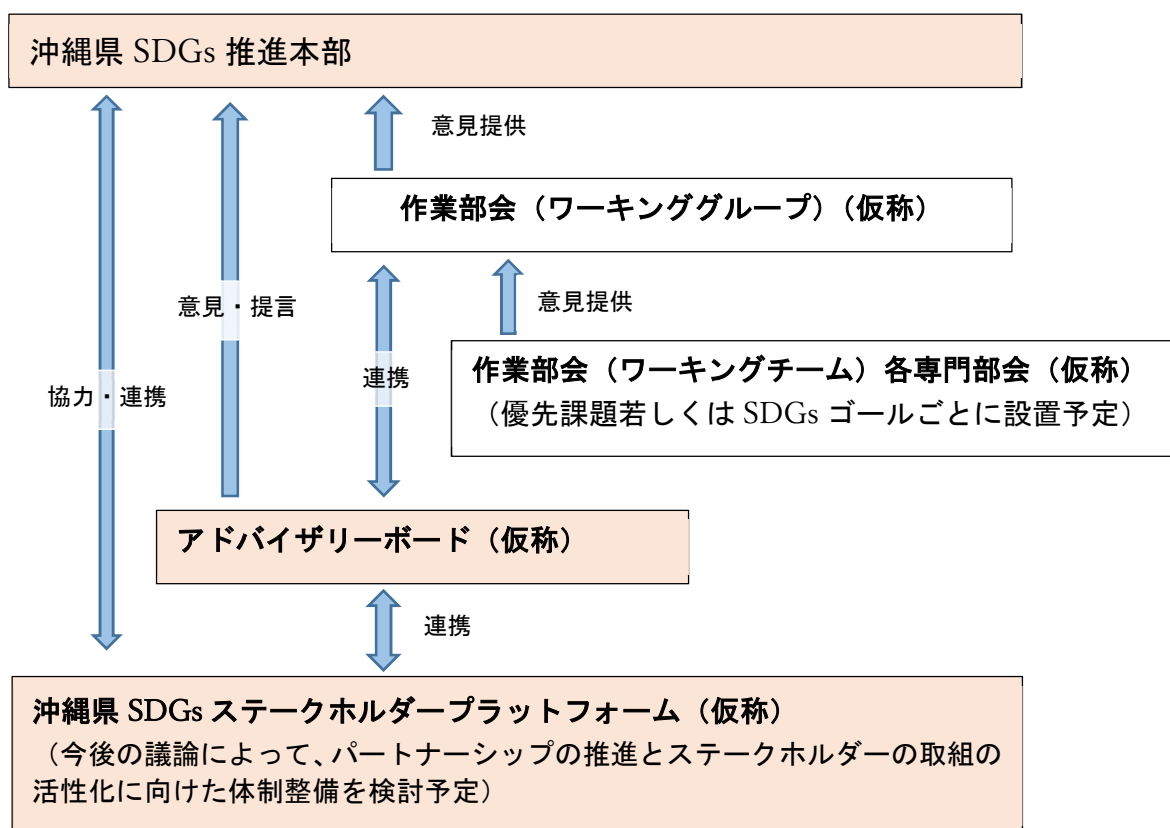 沖縄県 SDGs 推進本部
意見提供
作業部会（ワーキンググループ）（仮称）
意見・提言
意見提供
協力・連携
連携
作業部会（ワーキングチーム）各専門部会（仮称）
（優先課題若しくは SDGs ゴールごとに設置予定）
アドバイザリーボード（仮称）
連携
沖縄県 SDGs ステークホルダープラットフォーム（仮称）
（今後の議論によって、パートナーシップの推進とステークホルダーの取組の
活性化に向けた体制整備を検討予定）